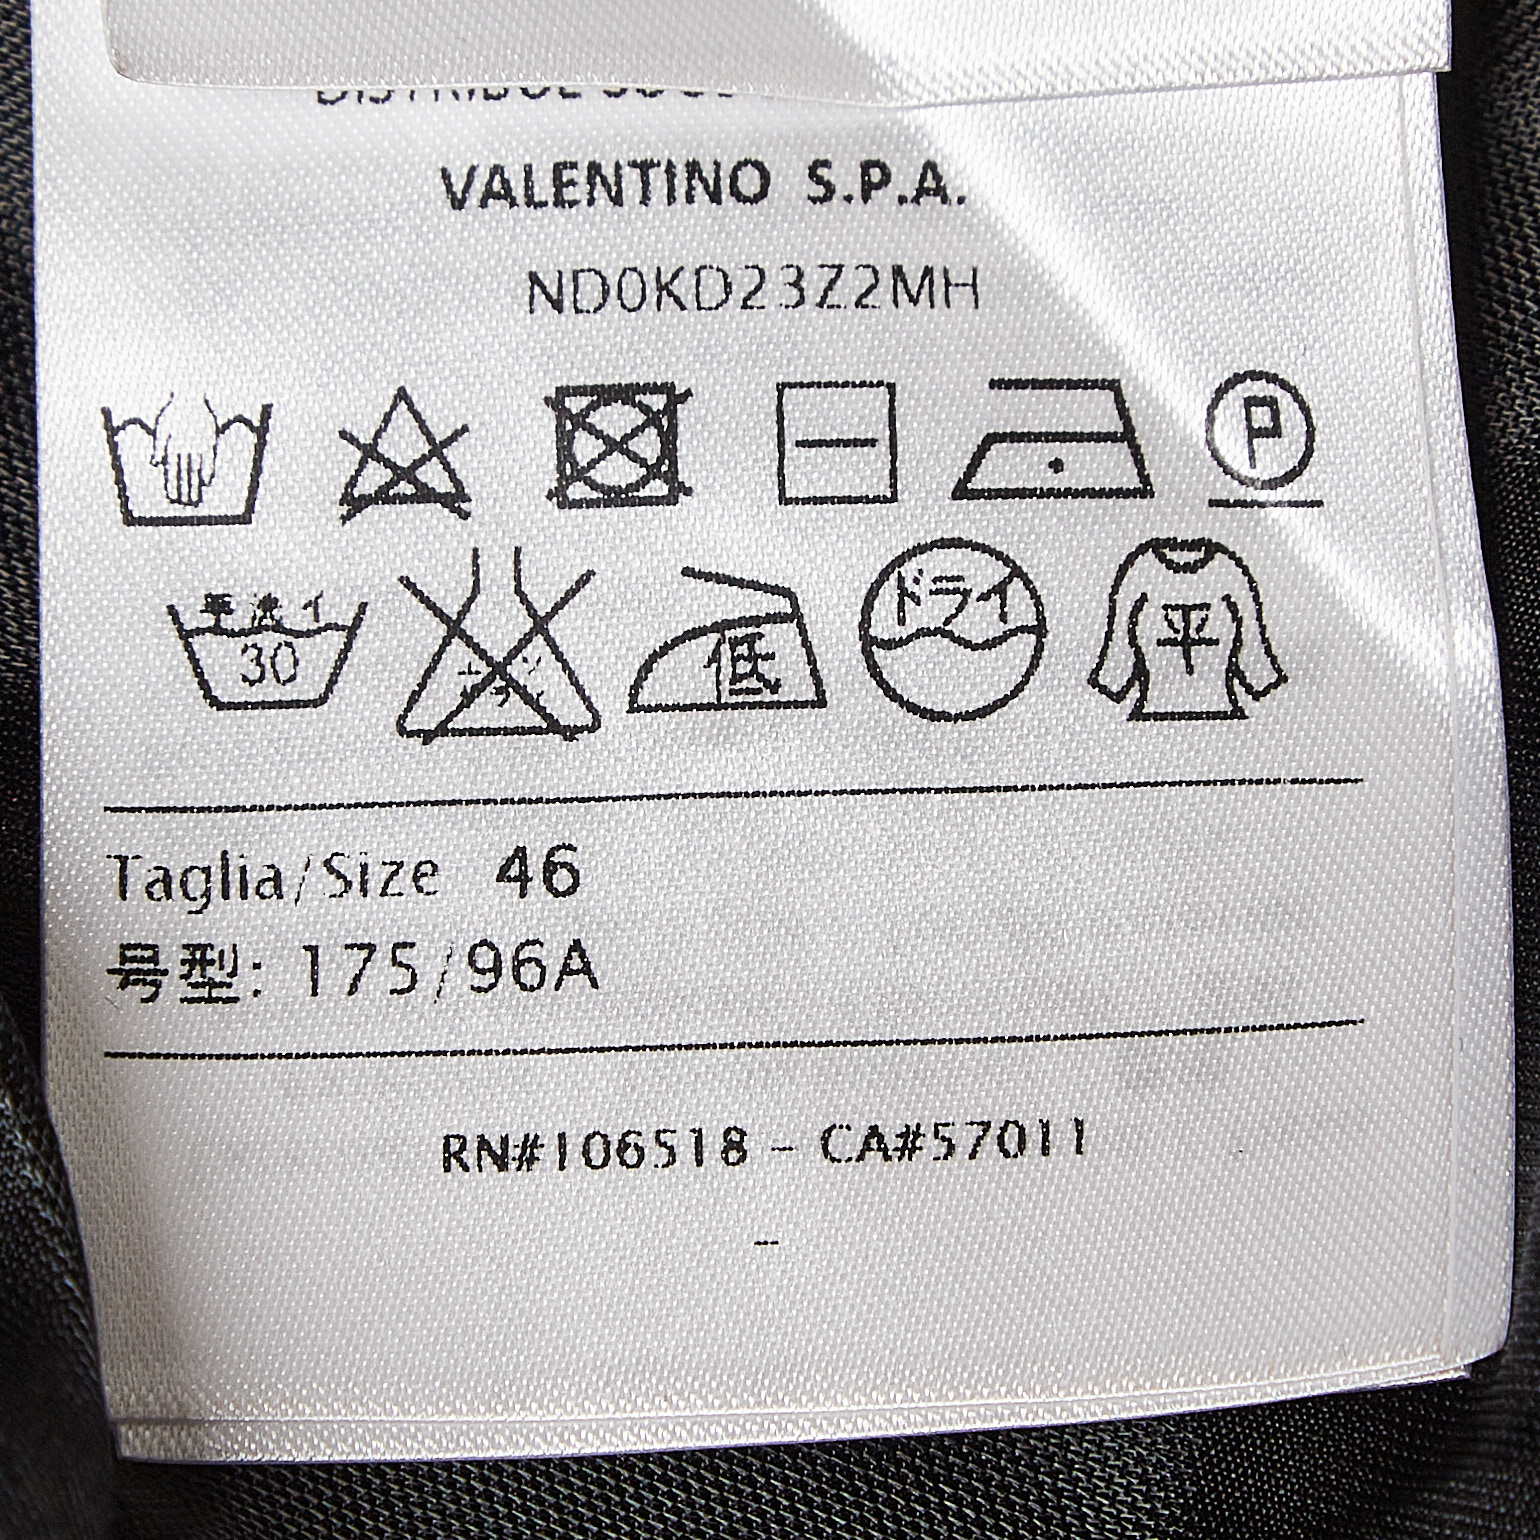 VALENTINO S.P.A.
ND0KD23Z2MH
P
手洗イ
30
低
ドライ
平
Taglia/Size 46
号型: 175/96A
RN#106518 - CA#57011
-